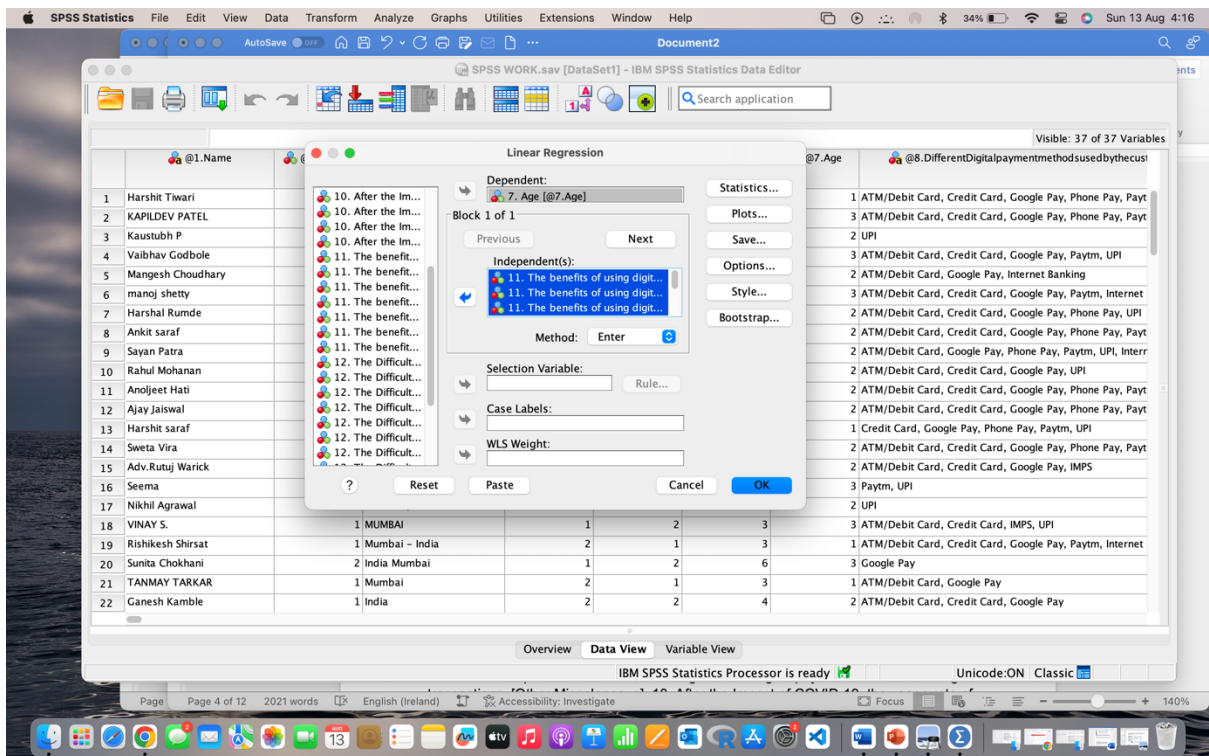 SPSS Statistics File Edit View Data Transform Analyze Graphs Utilities Extensions Window Help 34% Sun 13 Aug 4:16
AutoSave OFF ... Document2
SPSS WORK.sav [DataSet1] - IBM SPSS Statistics Data Editor
Search application
Visible: 37 of 37 Variables
@1.Name @7.Age @8.DifferentDigitalpaymentmethodsusedbythecust
Linear Regression
10. After the Im...
10. After the Im...
10. After the Im...
10. After the Im...
11. The benefit...
11. The benefit...
11. The benefit...
11. The benefit...
11. The benefit...
11. The benefit...
11. The benefit...
12. The Difficult...
12. The Difficult...
12. The Difficult...
12. The Difficult...
12. The Difficult...
12. The Difficult...
12. The Difficult...
Dependent:
7. Age [@7.Age]
Block 1 of 1
Previous Next
Independent(s):
11. The benefits of using digit...
11. The benefits of using digit...
11. The benefits of using digit...
Method: Enter
Selection Variable:
Rule...
Case Labels:
WLS Weight:
Statistics...
Plots...
Save...
Options...
Style...
Bootstrap...
? Reset Paste Cancel OK
1 Harshit Tiwari 1 ATM/Debit Card, Credit Card, Google Pay, Phone Pay, Payt
2 KAPILDEV PATEL 3 ATM/Debit Card, Credit Card, Google Pay, Phone Pay, Payt
3 Kaustubh P 2 UPI
4 Vaibhav Godbole 3 ATM/Debit Card, Credit Card, Google Pay, Paytm, UPI
5 Mangesh Choudhary 2 ATM/Debit Card, Google Pay, Internet Banking
6 manoj shetty 3 ATM/Debit Card, Credit Card, Google Pay, Paytm, Internet
7 Harshal Rumde 2 ATM/Debit Card, Credit Card, Google Pay, Phone Pay, UPI
8 Ankit saraf 2 ATM/Debit Card, Credit Card, Google Pay, Phone Pay, Payt
9 Sayan Patra 2 ATM/Debit Card, Google Pay, Phone Pay, Paytm, UPI, Intern
10 Rahul Mohanan 2 ATM/Debit Card, Credit Card, Google Pay, UPI
11 Anoljeet Hati 2 ATM/Debit Card, Credit Card, Google Pay, Phone Pay, Payt
12 Ajay Jaiswal 2 ATM/Debit Card, Credit Card, Google Pay, Phone Pay, Payt
13 Harshit saraf 1 Credit Card, Google Pay, Phone Pay, Paytm, UPI
14 Sweta Vira 2 ATM/Debit Card, Credit Card, Google Pay, Phone Pay, Payt
15 Adv.Rutuj Warick 2 ATM/Debit Card, Credit Card, Google Pay, IMPS
16 Seema 3 Paytm, UPI
17 Nikhil Agrawal 2 UPI
18 VINAY S. 1 MUMBAI 1 2 3 3 ATM/Debit Card, Credit Card, IMPS, UPI
19 Rishikesh Shirsat 1 Mumbai - India 2 1 3 1 ATM/Debit Card, Credit Card, Google Pay, Paytm, Internet
20 Sunita Chokhani 2 India Mumbai 1 2 6 3 Google Pay
21 TANMAY TARKAR 1 Mumbai 2 1 3 1 ATM/Debit Card, Google Pay
22 Ganesh Kamble 1 India 2 2 4 2 ATM/Debit Card, Credit Card, Google Pay
Overview Data View Variable View
IBM SPSS Statistics Processor is ready Unicode:ON Classic
Page Page 4 of 12 2021 words English (Ireland) Accessibility: Investigate Focus 140%